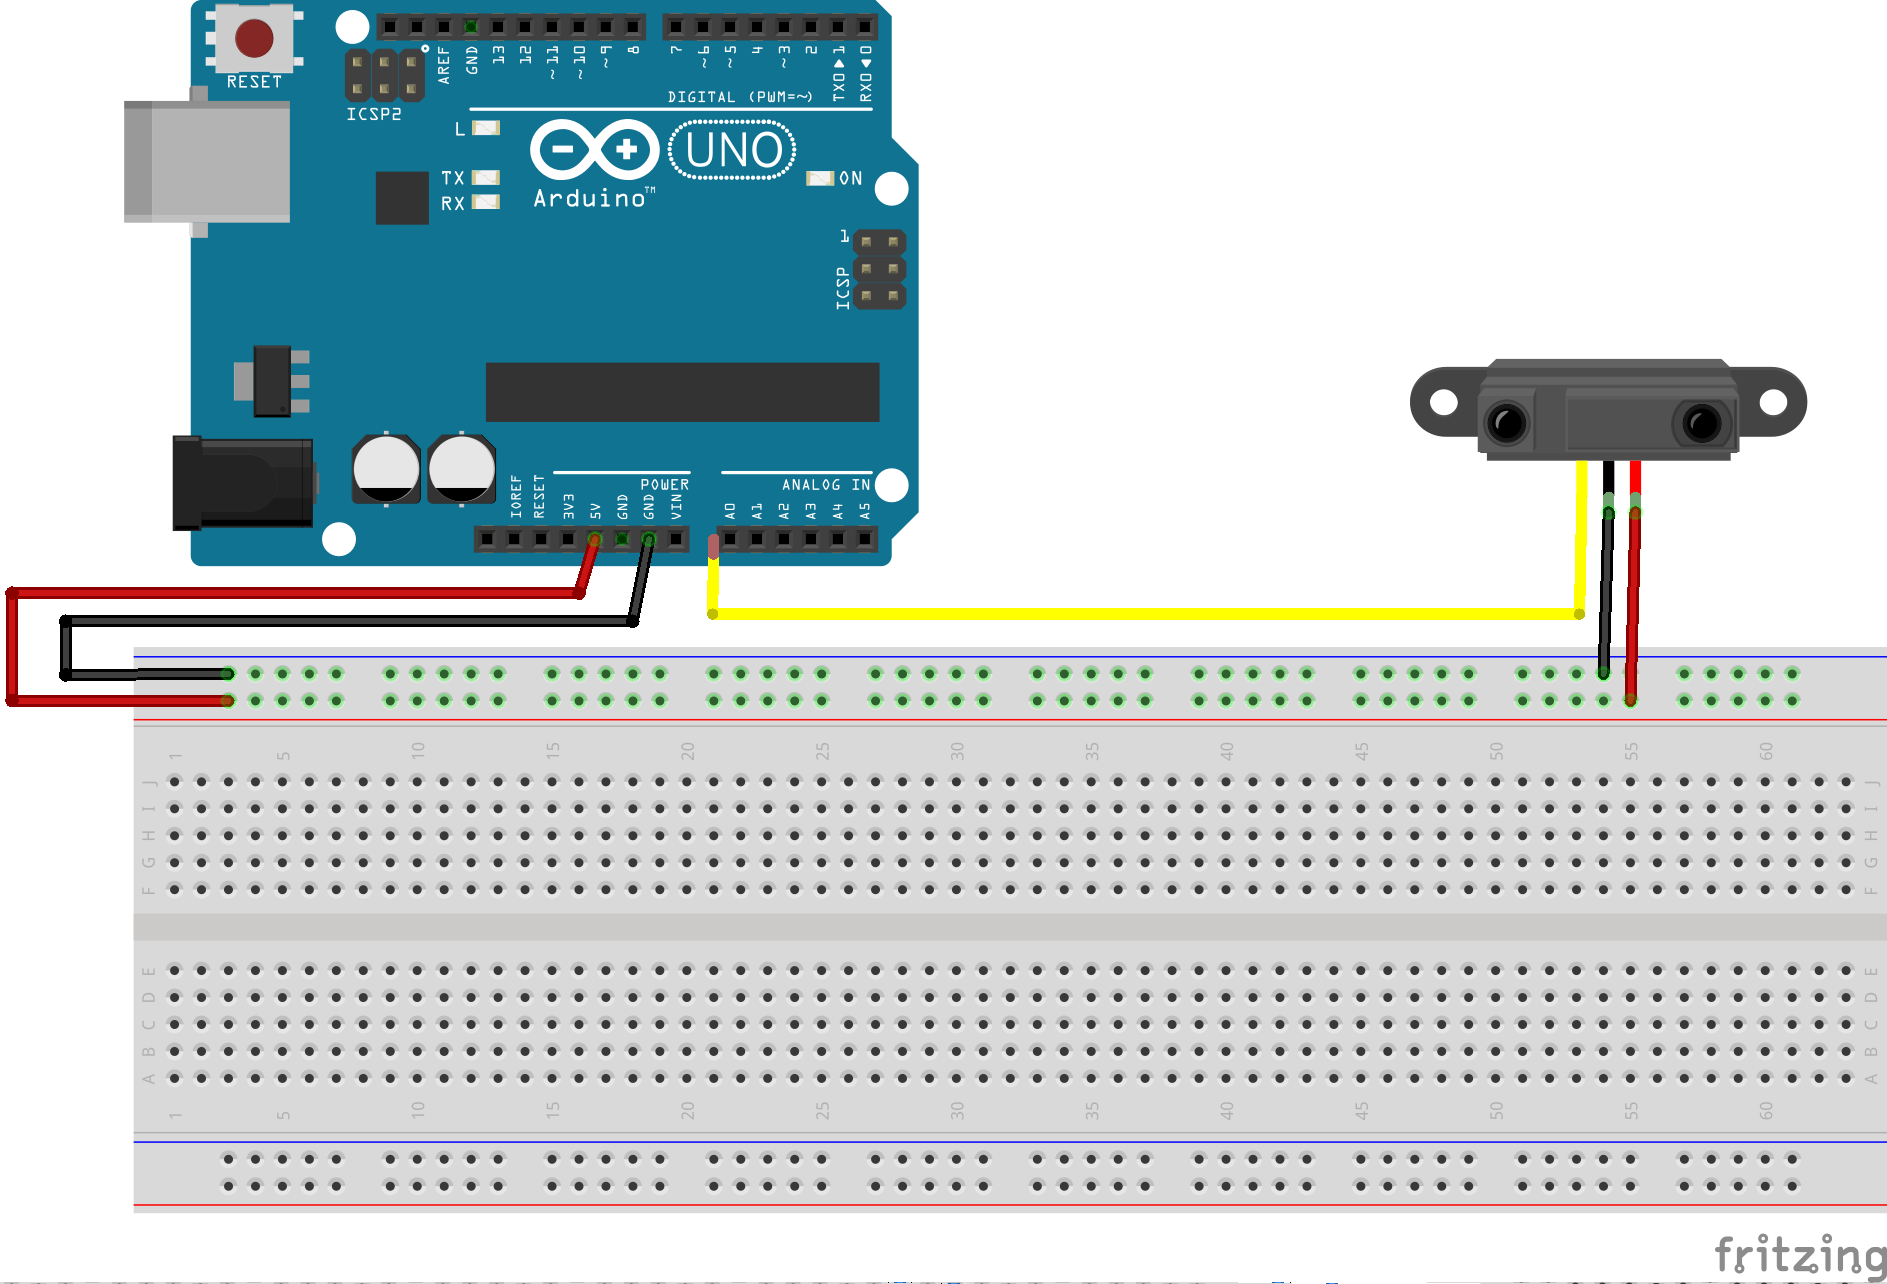 RESET
ICSP2
AREF
GND
13
12
~11
~10
~9
8
7
~6
~5
4
~3
2
TX0▶1
RX0◀0
DIGITAL (PWM=~)
L
TX
RX
Arduino™
UNO
ON
1
ICSP
IOREF
RESET
3V3
5V
GND
GND
VIN
POWER
ANALOG IN
A0
A1
A2
A3
A4
A5
1 5 10 15 20 25 30 35 40 45 50 55 60
J J
I I
H H
G G
F F
E E
D D
C C
B B
A A
1 5 10 15 20 25 30 35 40 45 50 55 60
fritzing